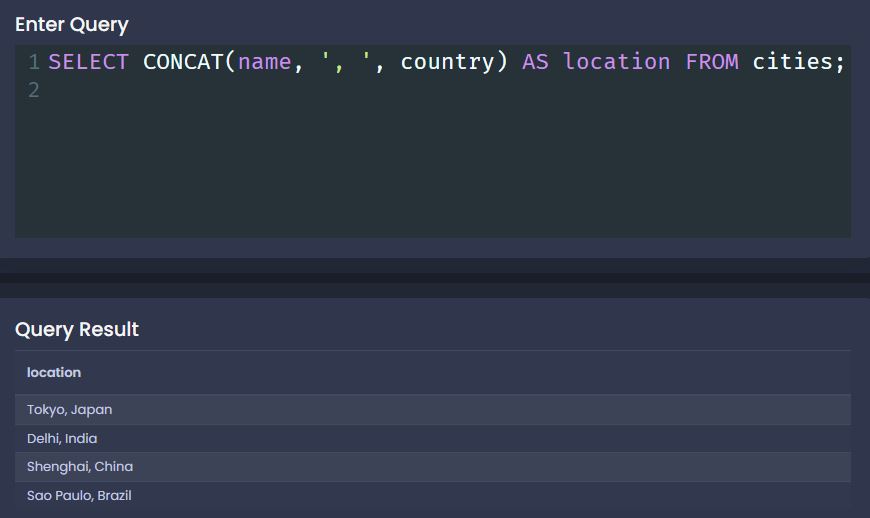 Enter Query
1 SELECT CONCAT(name, ', ', country) AS location FROM cities;
2
Query Result
location
Tokyo, Japan
Delhi, India
Shenghai, China
Sao Paulo, Brazil